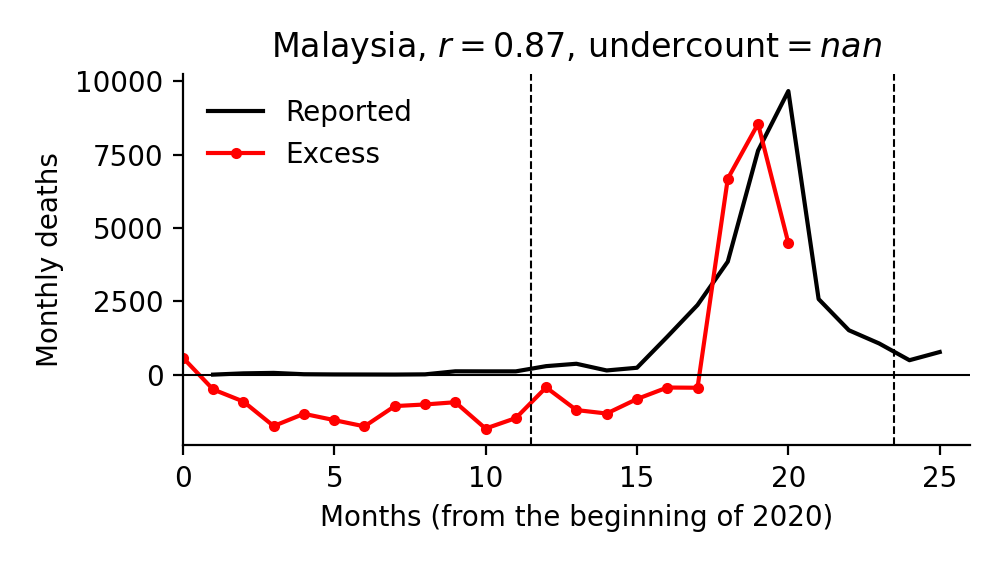 Malaysia, r = 0.87, undercount = nan
10000
7500
5000
2500
0
Monthly deaths
Reported
Excess
0 5 10 15 20 25
Months (from the beginning of 2020)